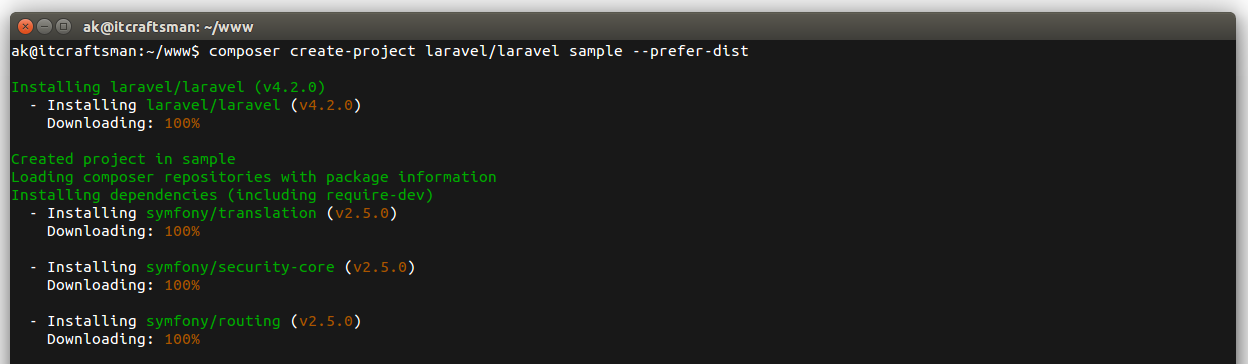 ak@itcraftsman: ~/www
ak@itcraftsman:~/www$ composer create-project laravel/laravel sample --prefer-dist
Installing laravel/laravel (v4.2.0)
- Installing laravel/laravel (v4.2.0)
Downloading: 100%
Created project in sample
Loading composer repositories with package information
Installing dependencies (including require-dev)
- Installing symfony/translation (v2.5.0)
Downloading: 100%
- Installing symfony/security-core (v2.5.0)
Downloading: 100%
- Installing symfony/routing (v2.5.0)
Downloading: 100%